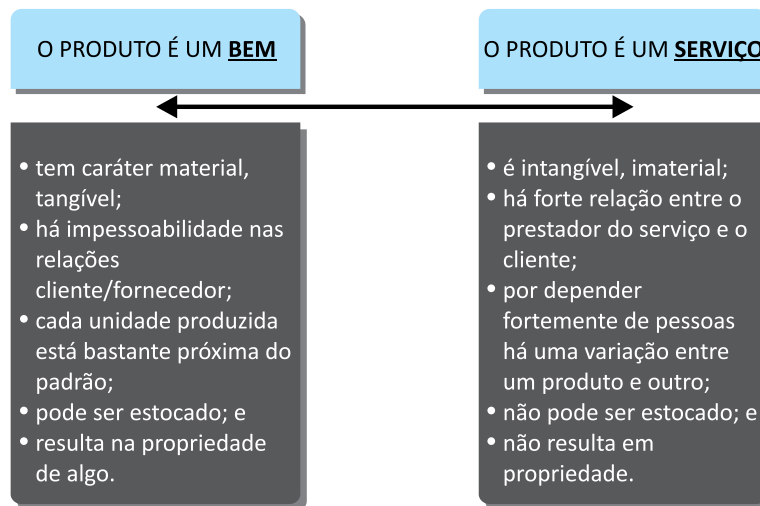 O PRODUTO É UM BEM
• tem caráter material,
tangível;
• há impessoabilidade nas
relações
cliente/fornecedor;
• cada unidade produzida
está bastante próxima do
padrão;
• pode ser estocado; e
• resulta na propriedade
de algo.
O PRODUTO É UM SERVIÇO
• é intangível, imaterial;
• há forte relação entre o
prestador do serviço e o
cliente;
• por depender
fortemente de pessoas
há uma variação entre
um produto e outro;
• não pode ser estocado; e
• não resulta em
propriedade.